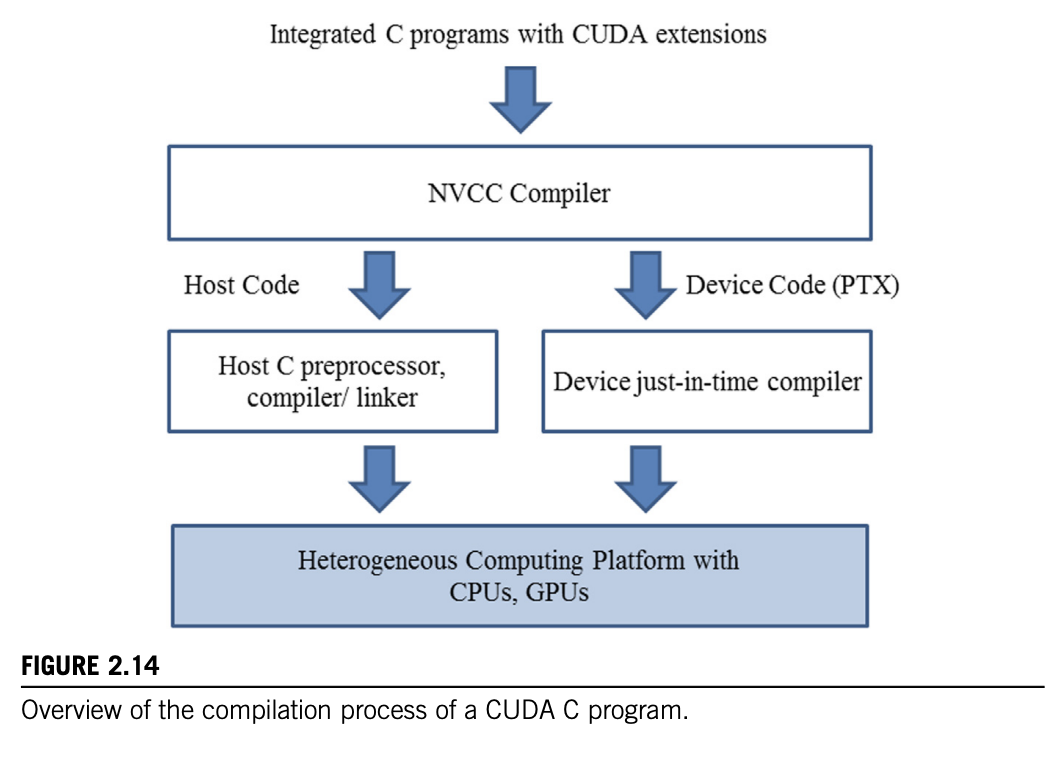 Integrated C programs with CUDA extensions
NVCC Compiler
Host Code
Device Code (PTX)
Host C preprocessor,
compiler/ linker
Device just-in-time compiler
Heterogeneous Computing Platform with
CPUs, GPUs
FIGURE 2.14
Overview of the compilation process of a CUDA C program.